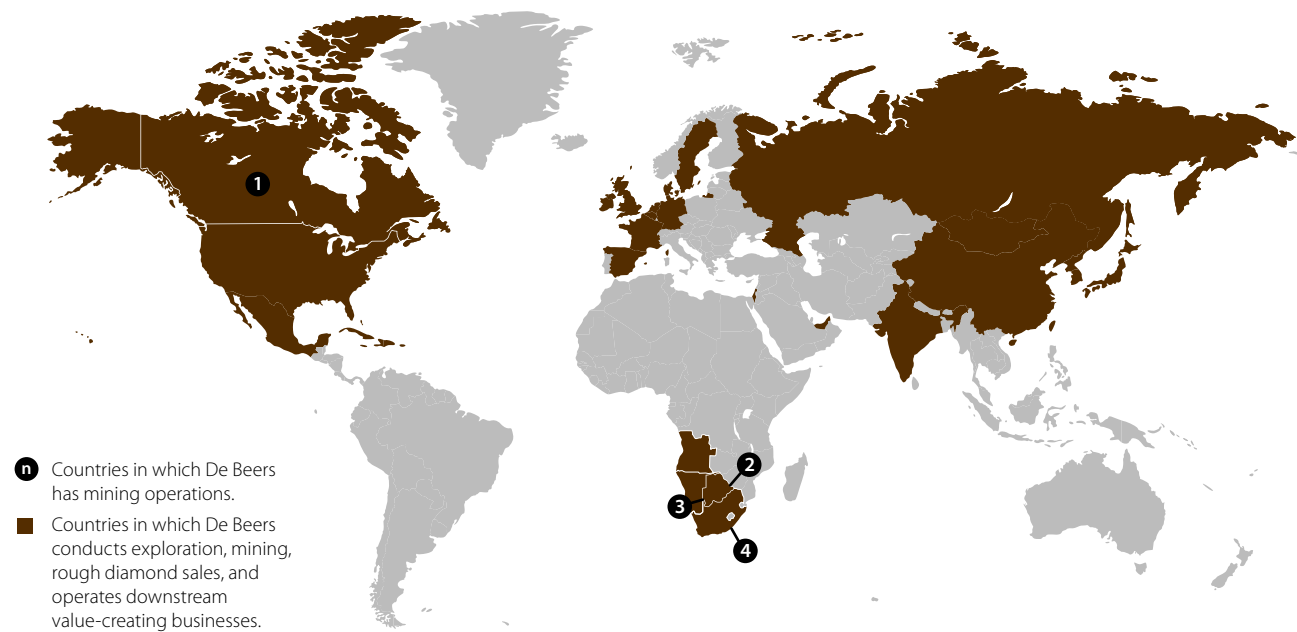 1
2
3
4
n Countries in which De Beers
has mining operations.
Countries in which De Beers
conducts exploration, mining,
rough diamond sales, and
operates downstream
value-creating businesses.